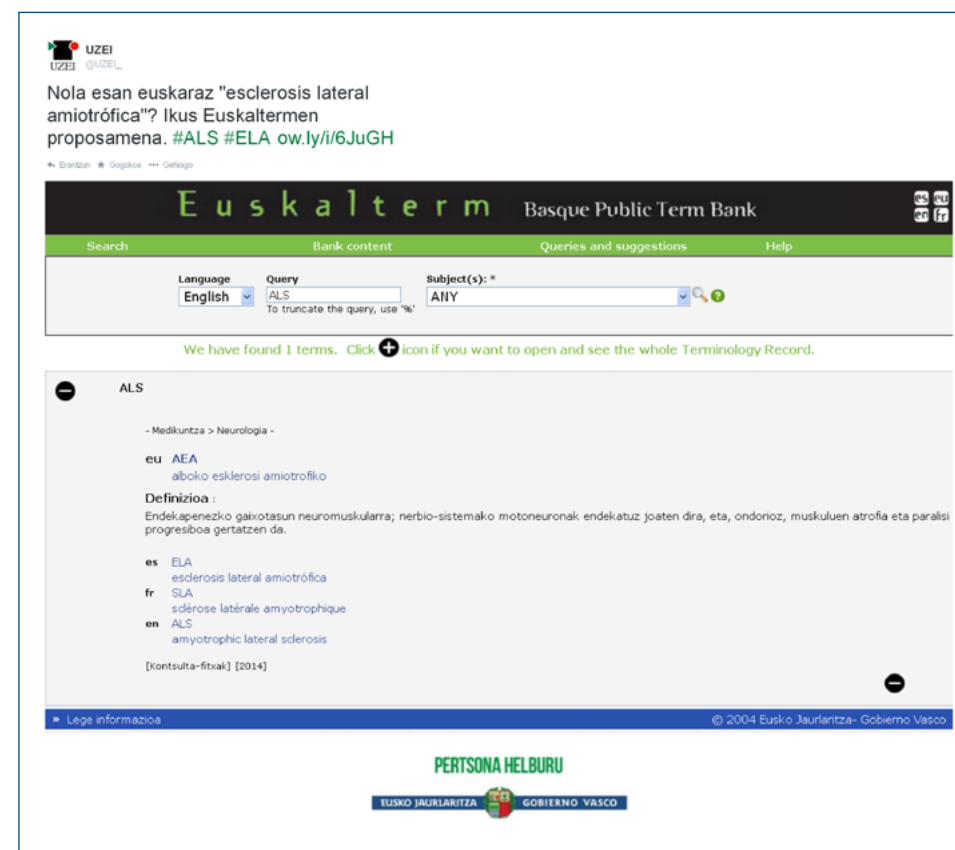 UZEI
UZEI @UZEI_
Nola esan euskaraz "esclerosis lateral
amiotrófica"? Ikus Euskaltermen
proposamena. #ALS #ELA ow.ly/i/6JuGH
Erantzun Gogokoa Gehiago
Euskalterm Basque Public Term Bank
es eu
en fr
Search Bank content Queries and suggestions Help
Language Query Subject(s): *
English ALS ANY
To truncate the query, use '%'
We have found 1 terms. Click icon if you want to open and see the whole Terminology Record.
ALS
- Medikuntza > Neurologia -
eu AEA
alboko esklerosi amiotrofiko
Definizioa :
Endekapenezko gaixotasun neuromuskularra; nerbio-sistemako motoneuronak endekatuz joaten dira, eta, ondorioz, muskuluen atrofia eta paralisi
progresiboa gertatzen da.
es ELA
esclerosis lateral amiotrófica
fr SLA
sclérose latérale amyotrophique
en ALS
amyotrophic lateral sclerosis
[Kontsulta-fitxak] [2014]
» Lege informazioa © 2004 Eusko Jaurlaritza- Gobierno Vasco
PERTSONA HELBURU
EUSKO JAURLARITZA GOBIERNO VASCO